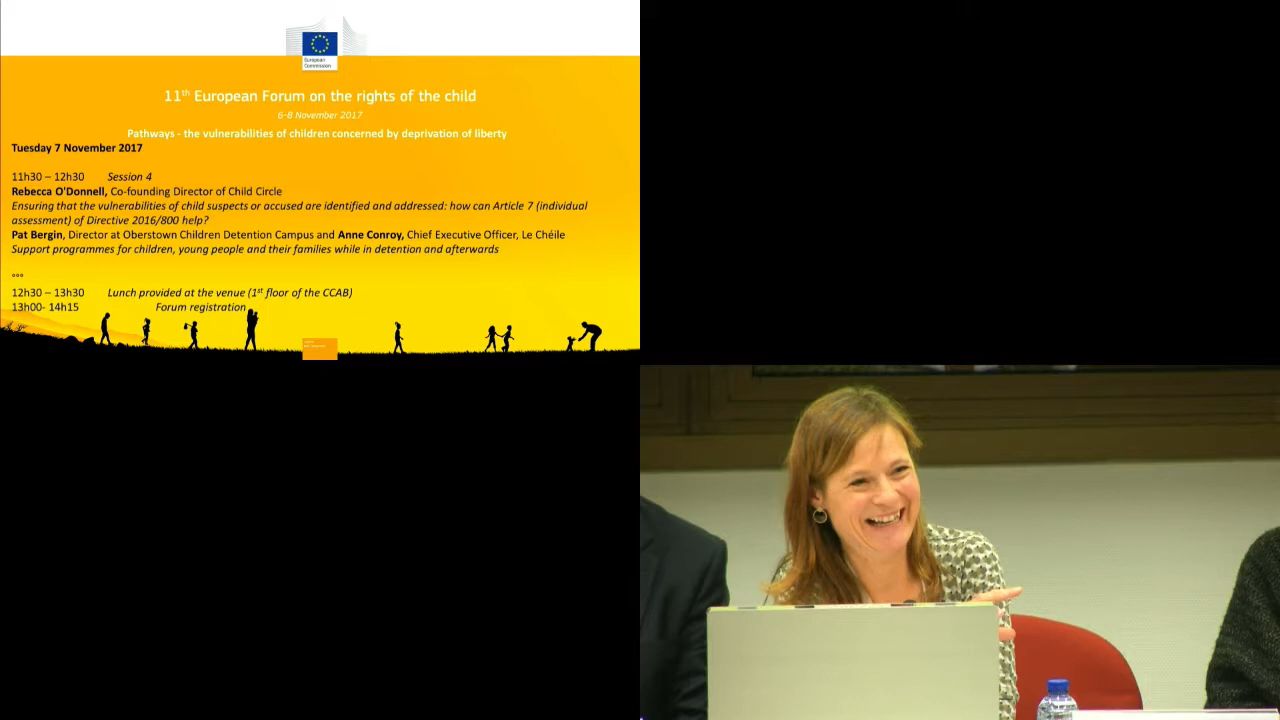 European
Commission
11th European Forum on the rights of the child
6-8 November 2017
Pathways - the vulnerabilities of children concerned by deprivation of liberty
Tuesday 7 November 2017
11h30 – 12h30 Session 4
Rebecca O'Donnell, Co-founding Director of Child Circle
Ensuring that the vulnerabilities of child suspects or accused are identified and addressed: how can Article 7 (individual
assessment) of Directive 2016/800 help?
Pat Bergin, Director at Oberstown Children Detention Campus and Anne Conroy, Chief Executive Officer, Le Chéile
Support programmes for children, young people and their families while in detention and afterwards
°°°
12h30 – 13h30 Lunch provided at the venue (1st floor of the CCAB)
13h00- 14h15 Forum registration